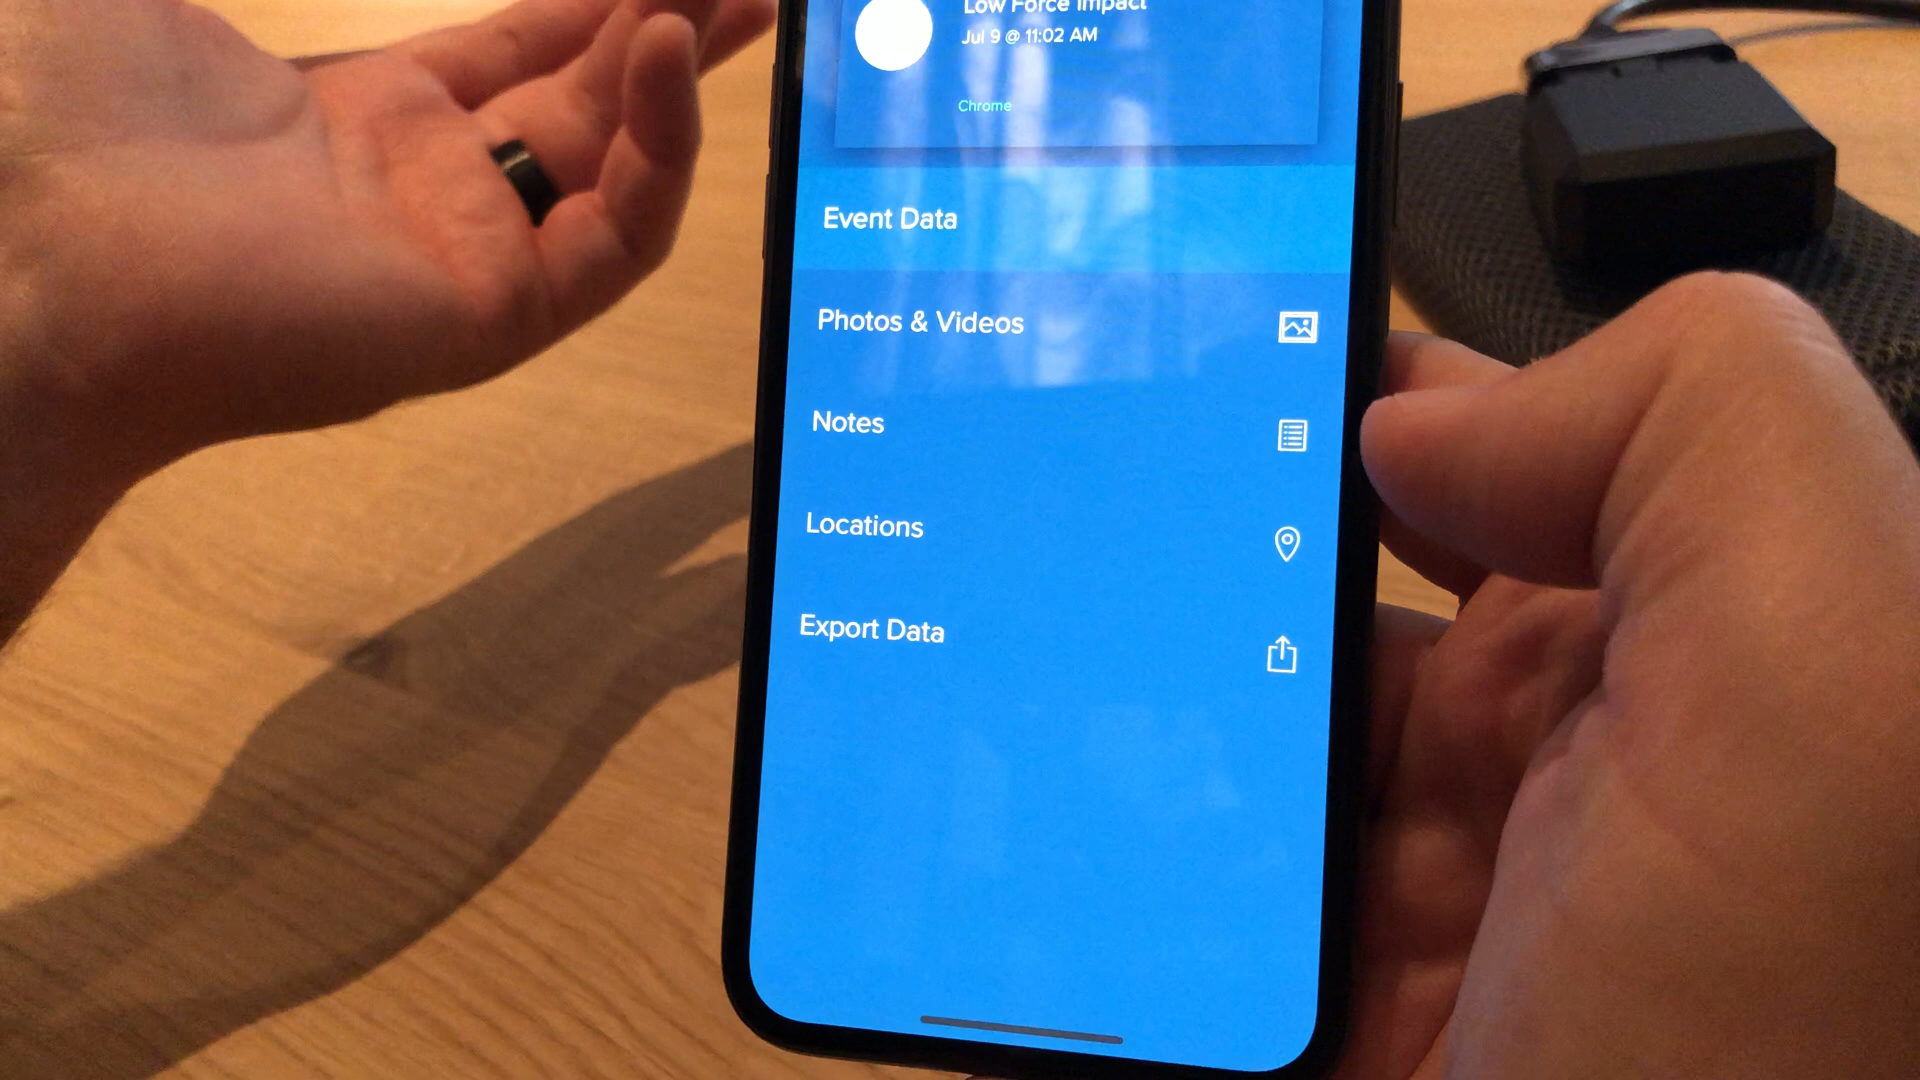 Low Force Impact
Jul 9 @ 11:02 AM
Chrome
Event Data
Photos & Videos
Notes
Locations
Export Data